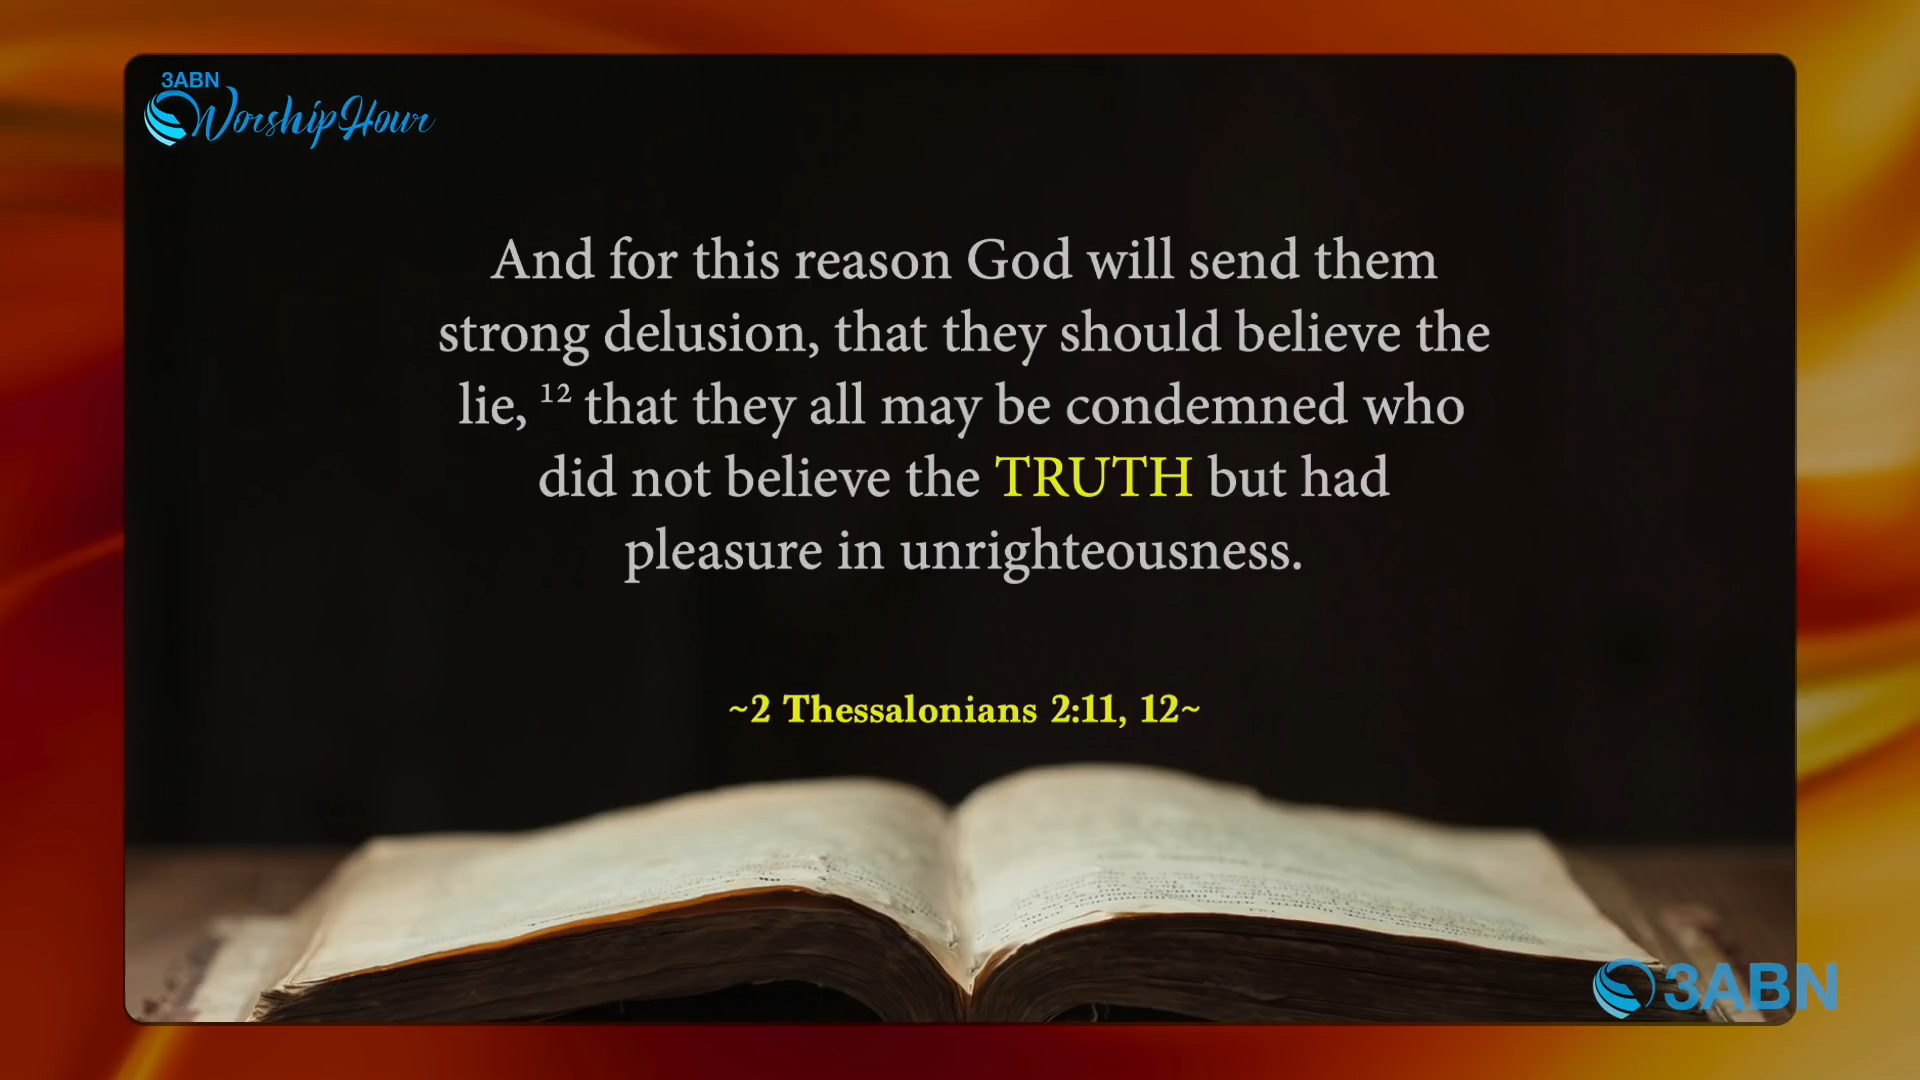 3ABN
Worship Hour
And for this reason God will send them
strong delusion, that they should believe the
lie, ¹² that they all may be condemned who
did not believe the TRUTH but had
pleasure in unrighteousness.
~2 Thessalonians 2:11, 12~
3ABN